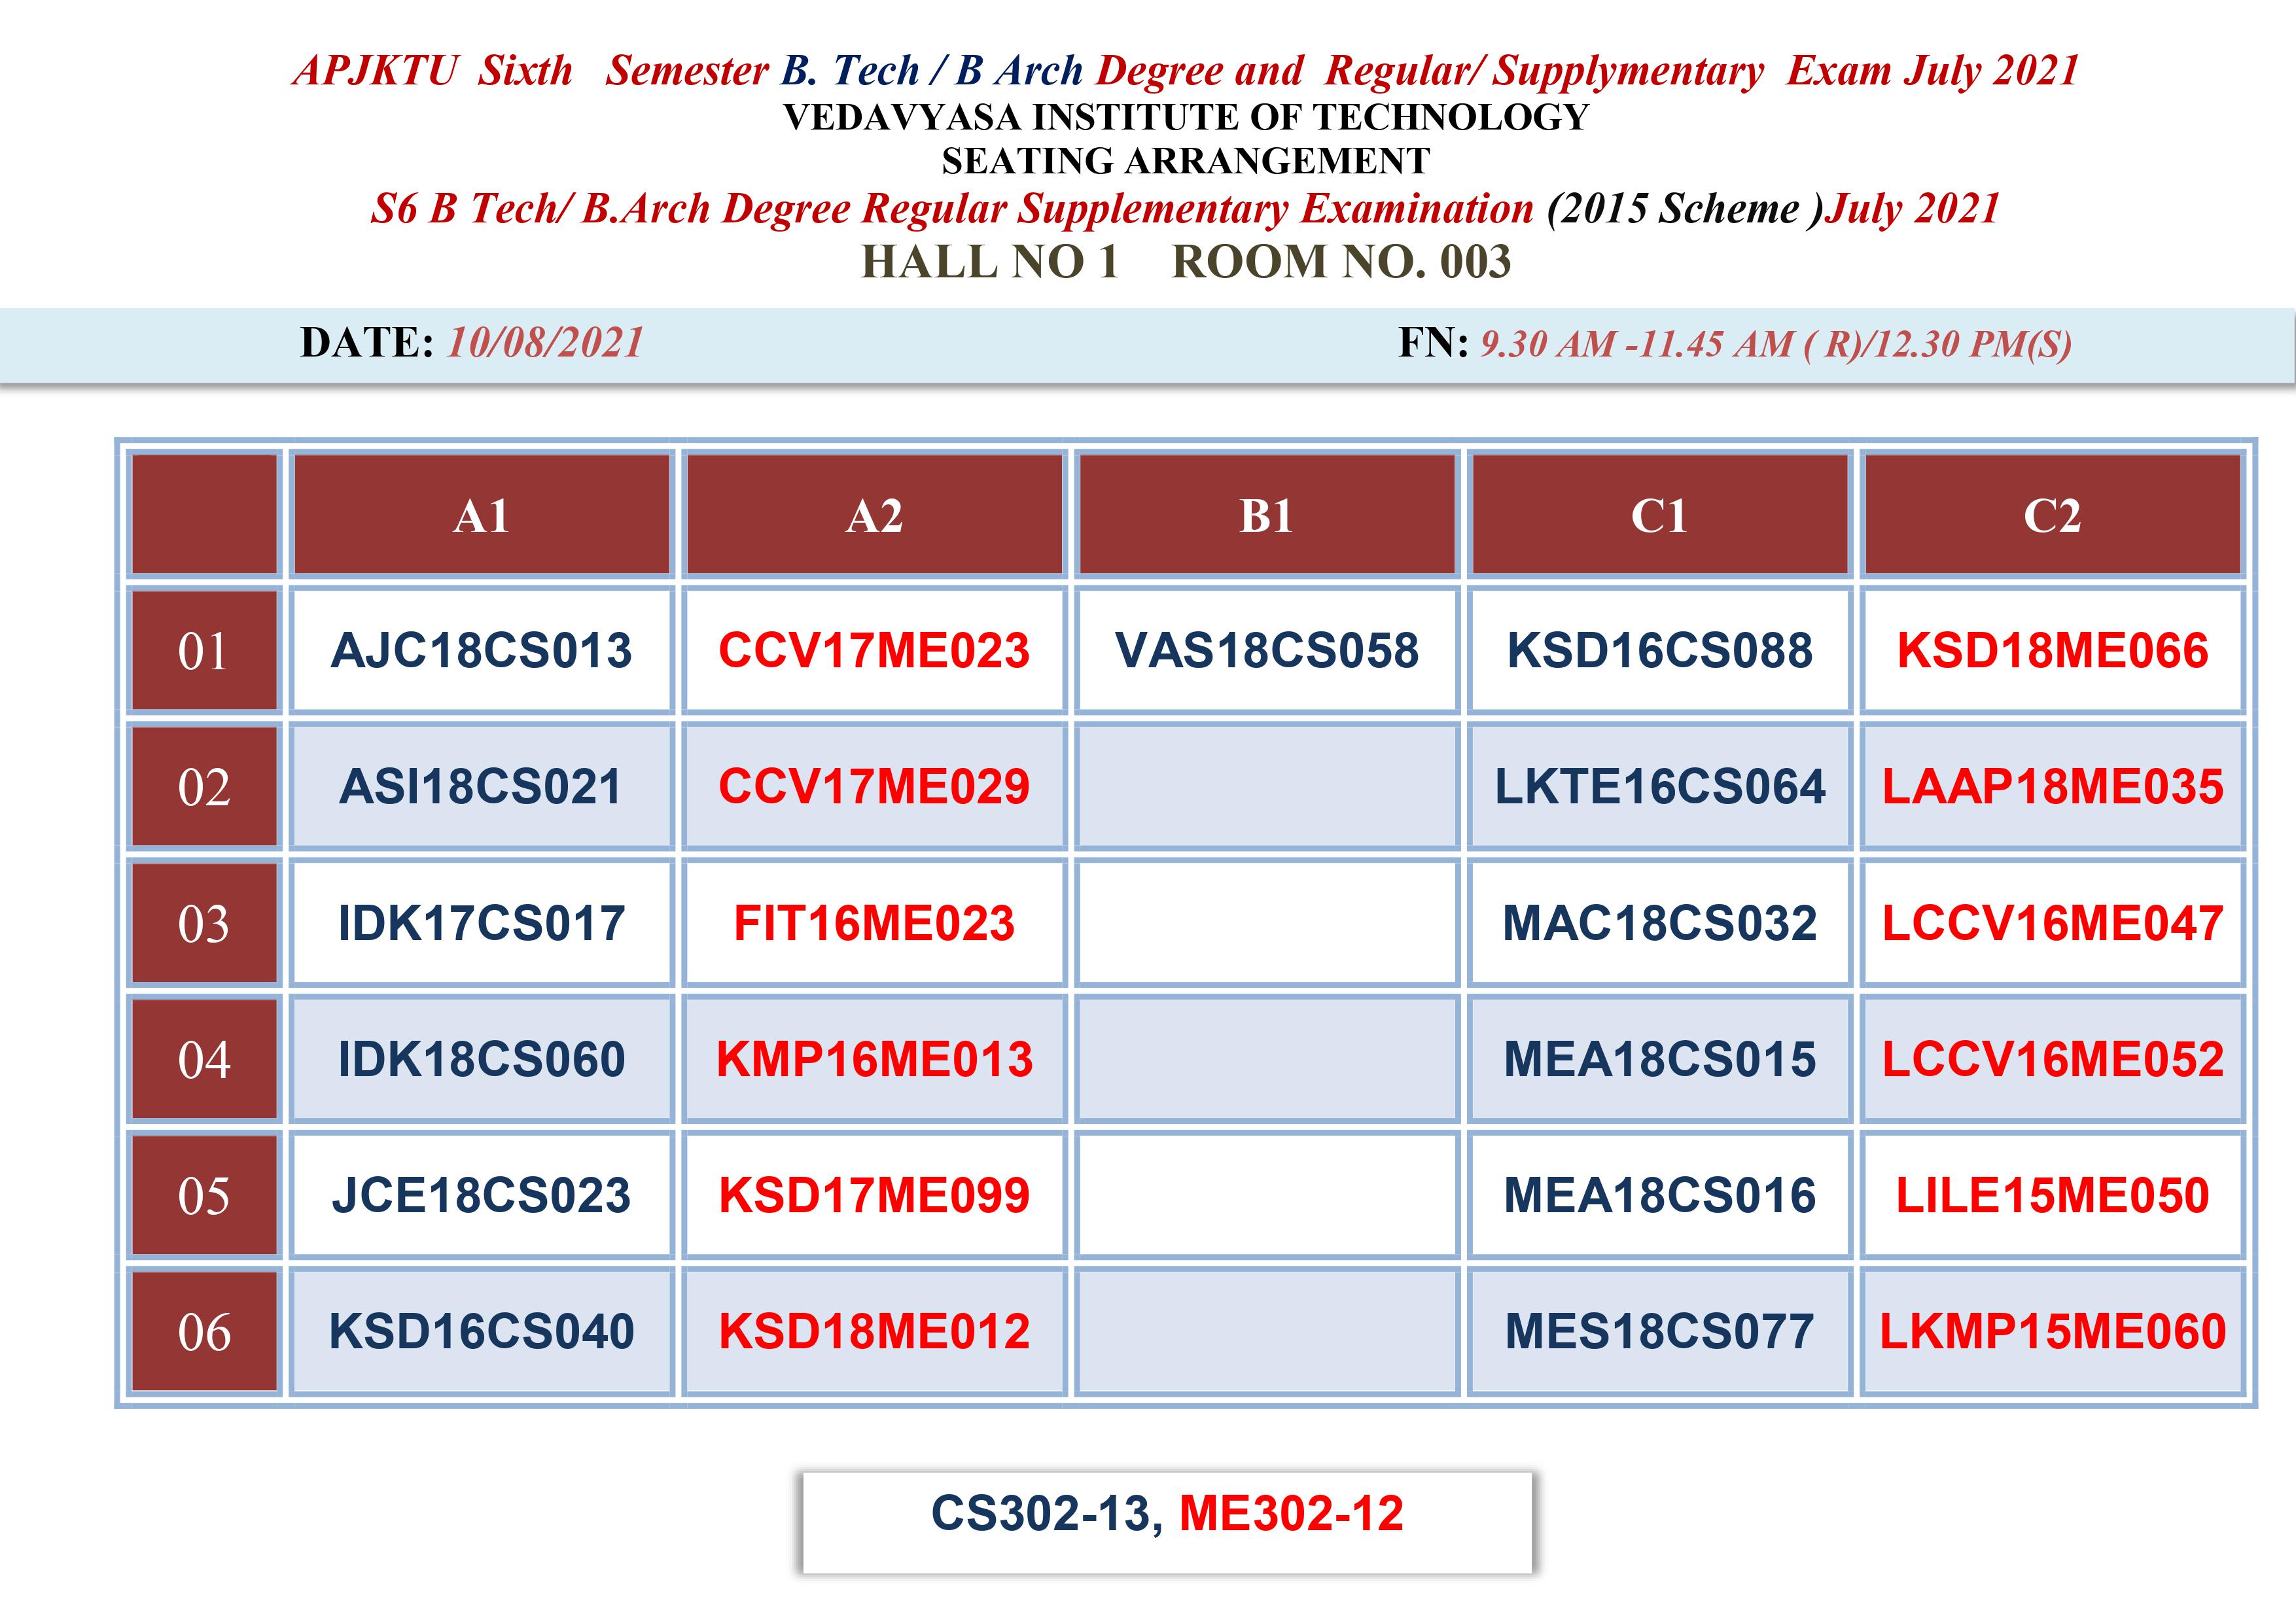 APJKTU Sixth Semester B. Tech / B Arch Degree and Regular/ Supplymentary Exam July 2021
VEDAVYASA INSTITUTE OF TECHNOLOGY
SEATING ARRANGEMENT
S6 B Tech/ B.Arch Degree Regular Supplementary Examination (2015 Scheme )July 2021
HALL NO 1 ROOM NO. 003
DATE: 10/08/2021 FN: 9.30 AM -11.45 AM ( R)/12.30 PM(S)
A1 A2 B1 C1 C2
01 AJC18CS013 CCV17ME023 VAS18CS058 KSD16CS088 KSD18ME066
02 ASI18CS021 CCV17ME029 LKTE16CS064 LAAP18ME035
03 IDK17CS017 FIT16ME023 MAC18CS032 LCCV16ME047
04 IDK18CS060 KMP16ME013 MEA18CS015 LCCV16ME052
05 JCE18CS023 KSD17ME099 MEA18CS016 LILE15ME050
06 KSD16CS040 KSD18ME012 MES18CS077 LKMP15ME060
CS302-13, ME302-12